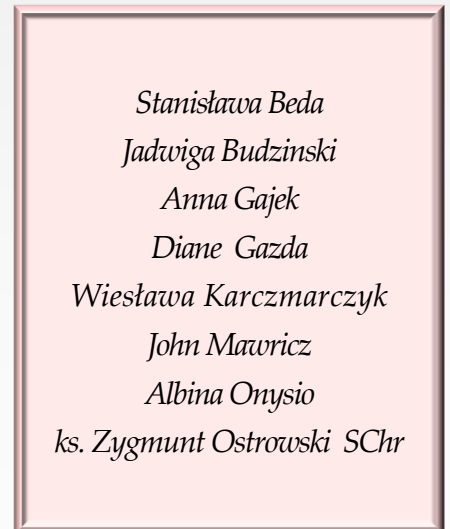 Stanisława Beda
Jadwiga Budzinski
Anna Gajek
Diane Gazda
Wiesława Karczmarczyk
John Mawricz
Albina Onysio
ks. Zygmunt Ostrowski SChr